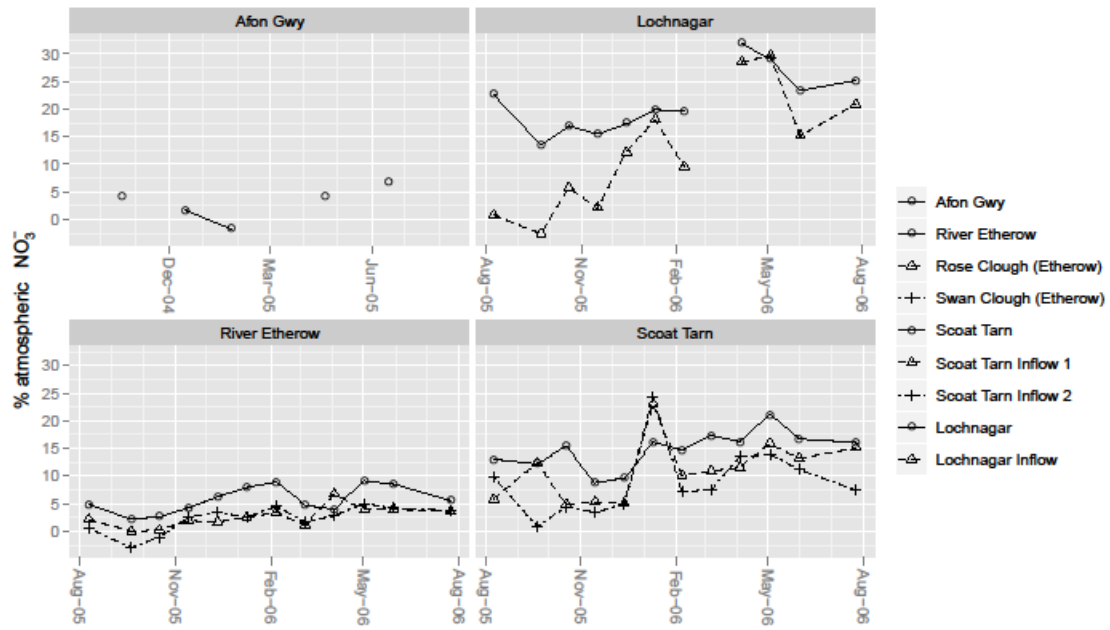 Afon Gwy
Lochnagar
30
25
20
15
10
5
0
Dec−04
Mar−05
Jun−05
Aug−05
Nov−05
Feb−06
May−06
Aug−06
% atmospheric NO₃⁻
River Etherow
Scoat Tarn
30
25
20
15
10
5
0
Aug−05
Nov−05
Feb−06
May−06
Aug−06
Aug−05
Nov−05
Feb−06
May−06
Aug−06
Afon Gwy
River Etherow
Rose Clough (Etherow)
Swan Clough (Etherow)
Scoat Tarn
Scoat Tarn Inflow 1
Scoat Tarn Inflow 2
Lochnagar
Lochnagar Inflow